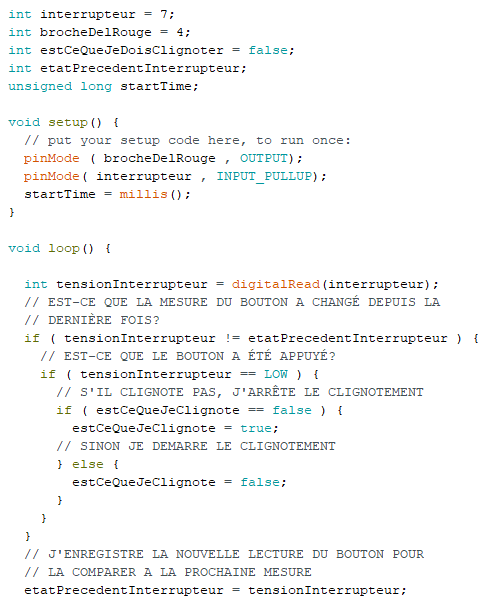 int interrupteur = 7;
int brocheDelRouge = 4;
int estCeQueJeDoisClignoter = false;
int etatPrecedentInterrupteur;
unsigned long startTime;

void setup() {
  // put your setup code here, to run once:
  pinMode ( brocheDelRouge , OUTPUT);
  pinMode( interrupteur , INPUT_PULLUP);
  startTime = millis();
}

void loop() {

  int tensionInterrupteur = digitalRead(interrupteur);
  // EST-CE QUE LA MESURE DU BOUTON A CHANGÉ DEPUIS LA
  // DERNIÈRE FOIS?
  if ( tensionInterrupteur != etatPrecedentInterrupteur ) {
    // EST-CE QUE LE BOUTON A ÉTÉ APPUYÉ?
    if ( tensionInterrupteur == LOW ) {
      // S'IL CLIGNOTE PAS, J'ARRÊTE LE CLIGNOTEMENT
      if ( estCeQueJeClignote == false ) {
        estCeQueJeClignote = true;
      // SINON JE DEMARRE LE CLIGNOTEMENT
      } else {
        estCeQueJeClignote = false;
      }
    }
  }
  // J'ENREGISTRE LA NOUVELLE LECTURE DU BOUTON POUR
  // LA COMPARER A LA PROCHAINE MESURE
  etatPrecedentInterrupteur = tensionInterrupteur;